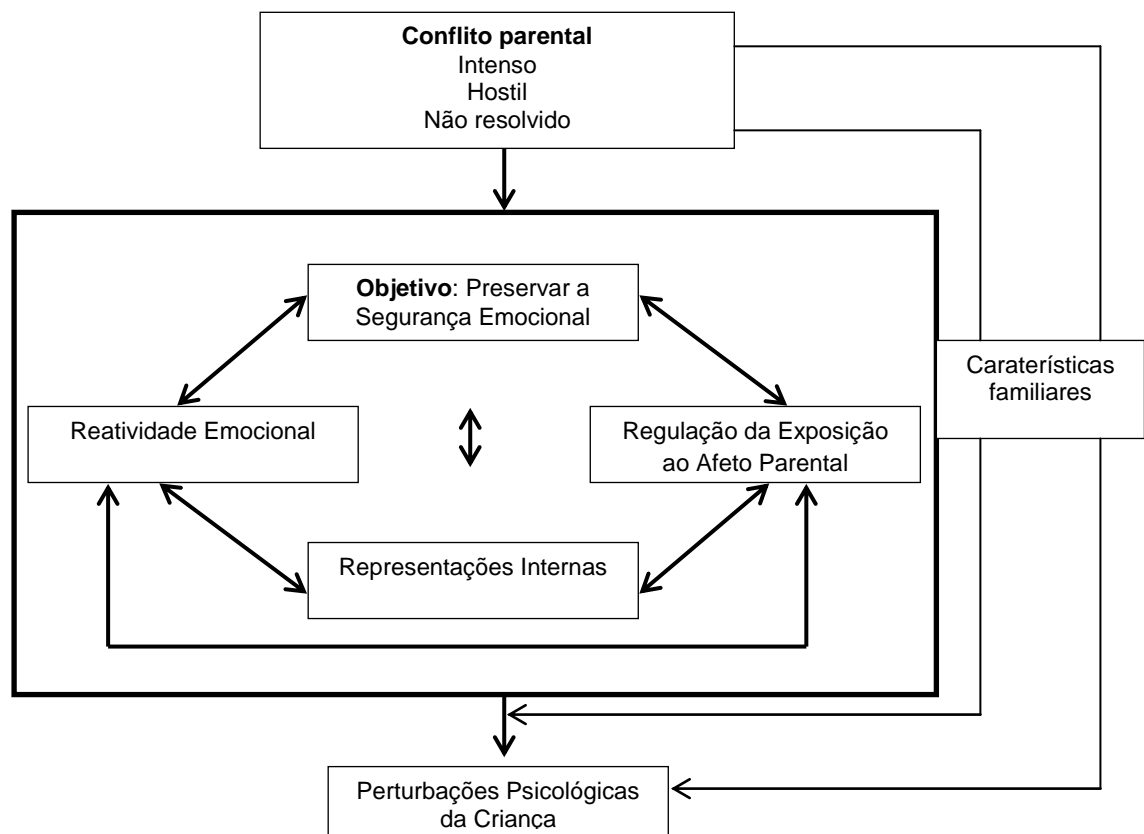 Conflito parental
Intenso
Hostil
Não resolvido
Objetivo: Preservar a
Segurança Emocional
Caraterísticas
familiares
Reatividade Emocional
Regulação da Exposição
ao Afeto Parental
Representações Internas
Perturbações Psicológicas
da Criança